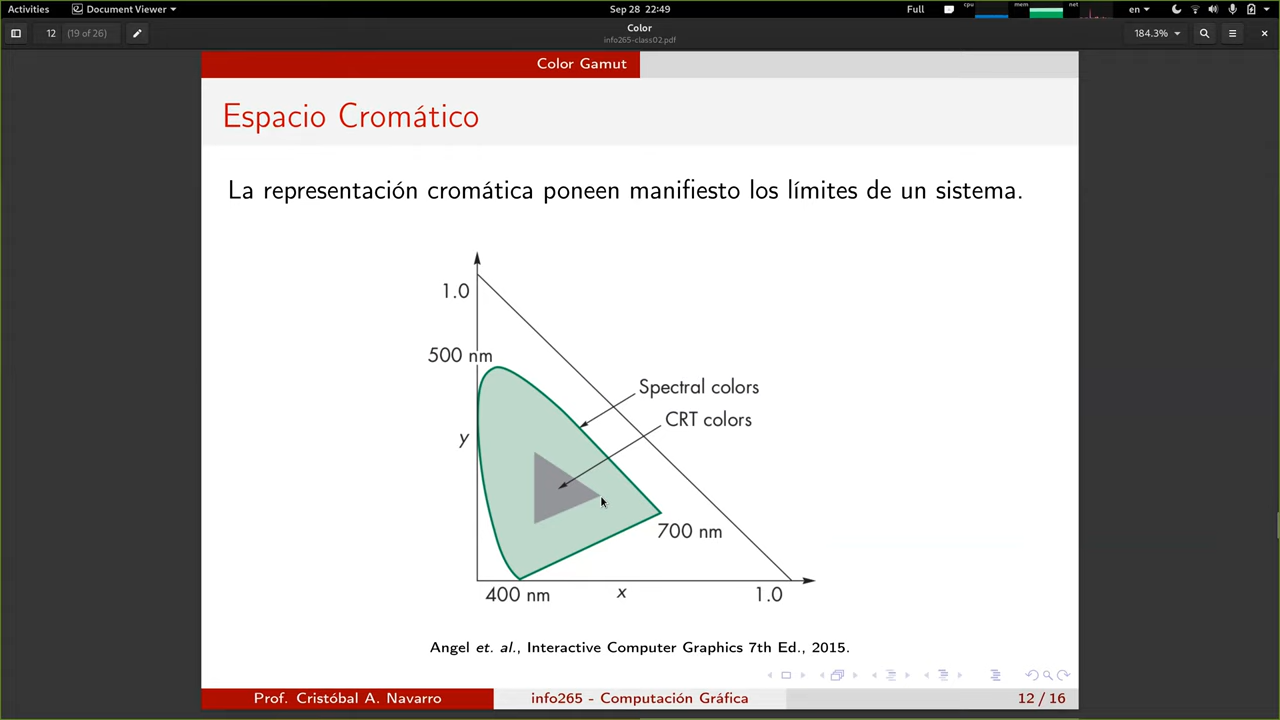 Activities
Document Viewer
Sep 28 22:49
Full
cpu
mem
net
en
12
(19 of 26)
Color
info265-class02.pdf
184.3%
Color Gamut
Espacio Cromático
La representación cromática poneen manifiesto los límites de un sistema.
1.0
500 nm
Spectral colors
CRT colors
y
700 nm
400 nm
x
1.0
Angel et. al., Interactive Computer Graphics 7th Ed., 2015.
Prof. Cristóbal A. Navarro
info265 - Computación Gráfica
12 / 16